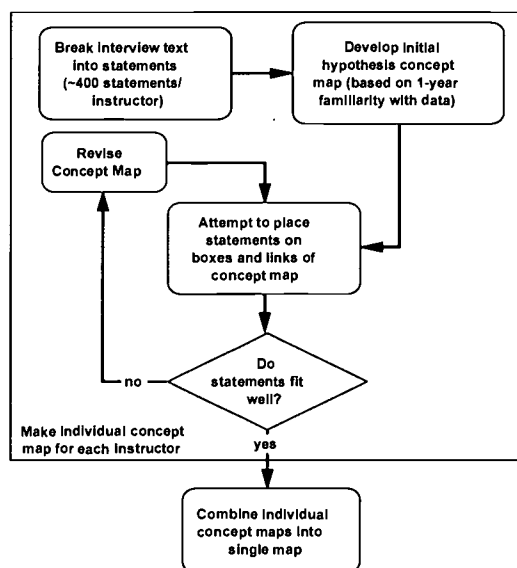 Break interview text
into statements
(~400 statements/
instructor)
Develop initial
hypothesis concept
map (based on 1-year
familiarity with data)
Revise
Concept Map
Attempt to place
statements on
boxes and links of
concept map
Do
statements fit
well?
no
yes
Make individual concept
map for each instructor
Combine individual
concept maps into
single map